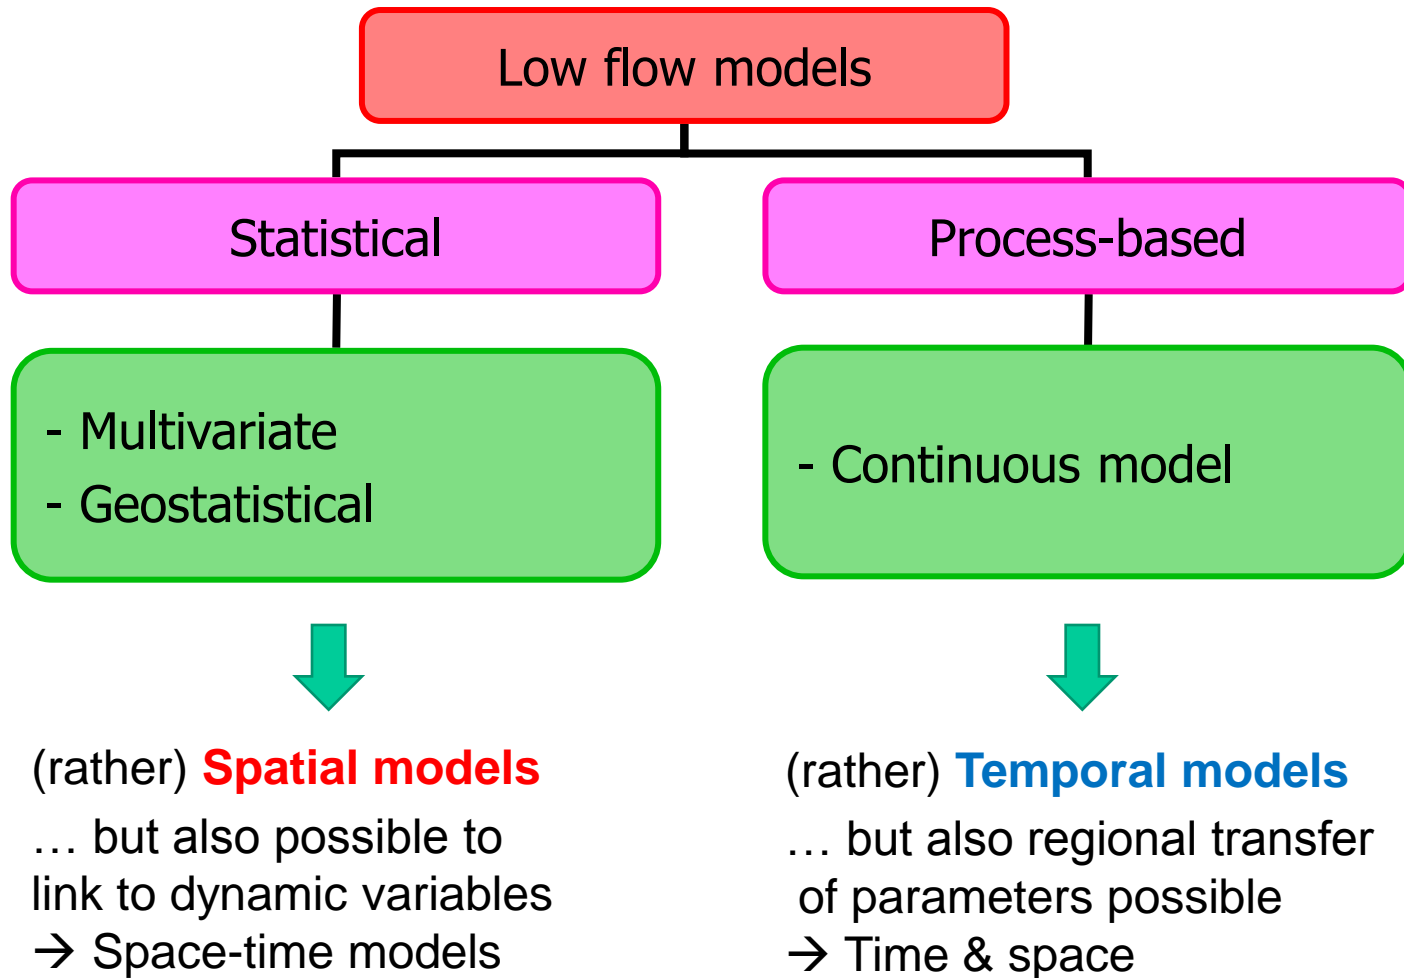 Low flow models
Statistical
Process-based
- Multivariate
- Geostatistical
- Continuous model
(rather) Spatial models
… but also possible to
link to dynamic variables
→ Space-time models
(rather) Temporal models
… but also regional transfer
of parameters possible
→ Time & space